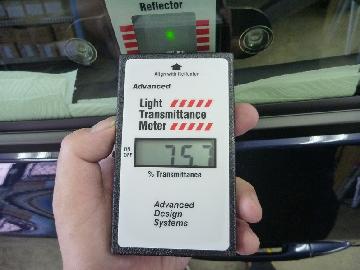 Reflector
Align with Reflector
Advanced
Light
Transmittance
Meter
ON
OFF
75.7
% Transmittance
Advanced
Design
Systems